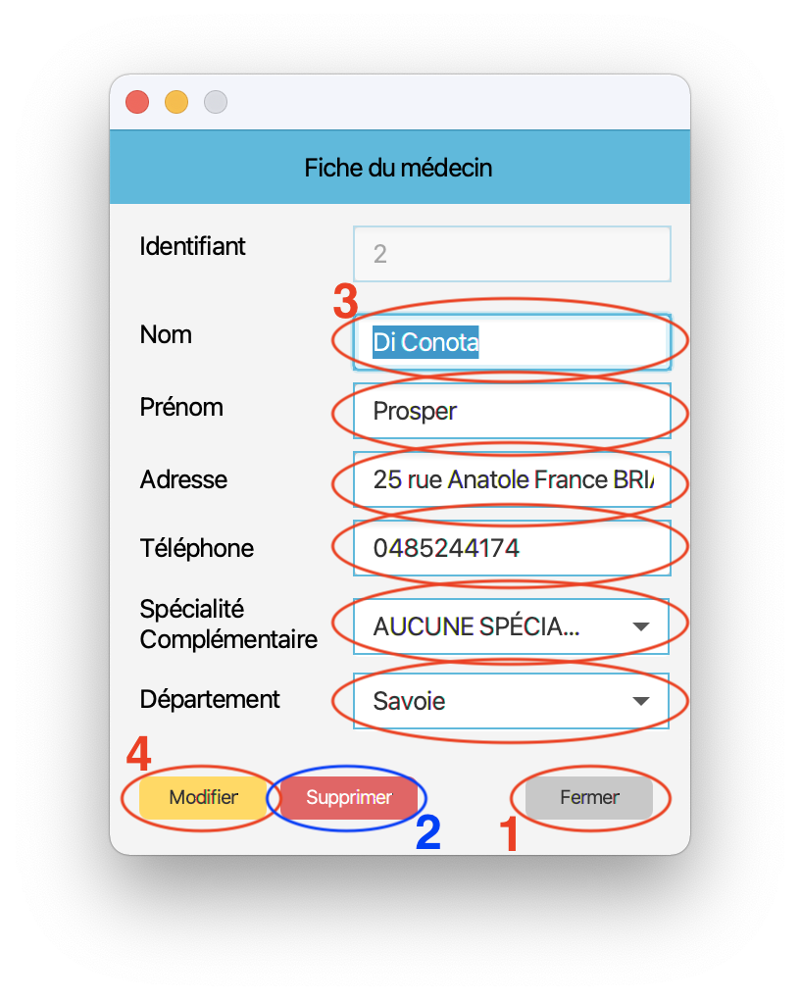 Fiche du médecin
Identifiant
2
3
Nom
Di Conota
Prénom
Prosper
Adresse
25 rue Anatole France BRI
Téléphone
0485244174
Spécialité
Complémentaire
AUCUNE SPÉCIA...
Département
Savoie
4
Modifier
Supprimer
Fermer
2
1